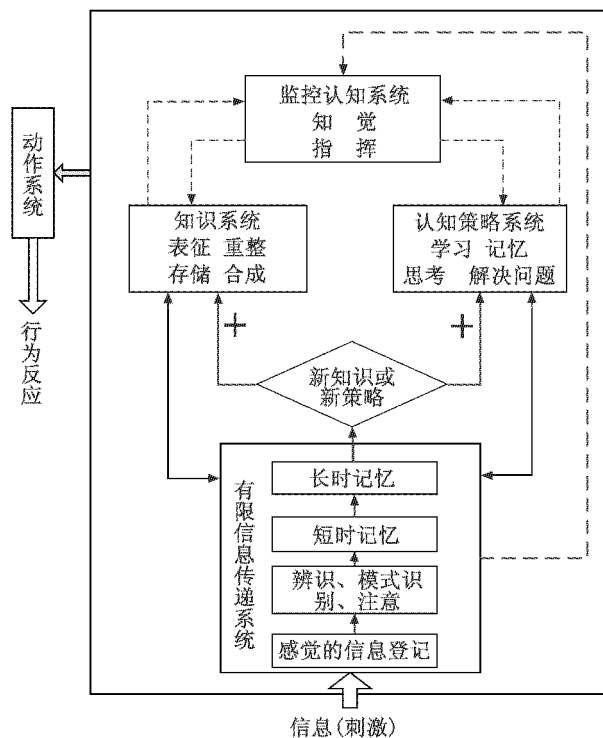 监控认知系统
知 觉
指 挥
动作系统
行为反应
知识系统
表征 重整
存储 合成
认知策略系统
学习 记忆
思考 解决问题
+
+
新知识或
新策略
有限信息传递系统
长时记忆
短时记忆
辨识、模式识
别、注意
感觉的信息登记
信息(刺激)